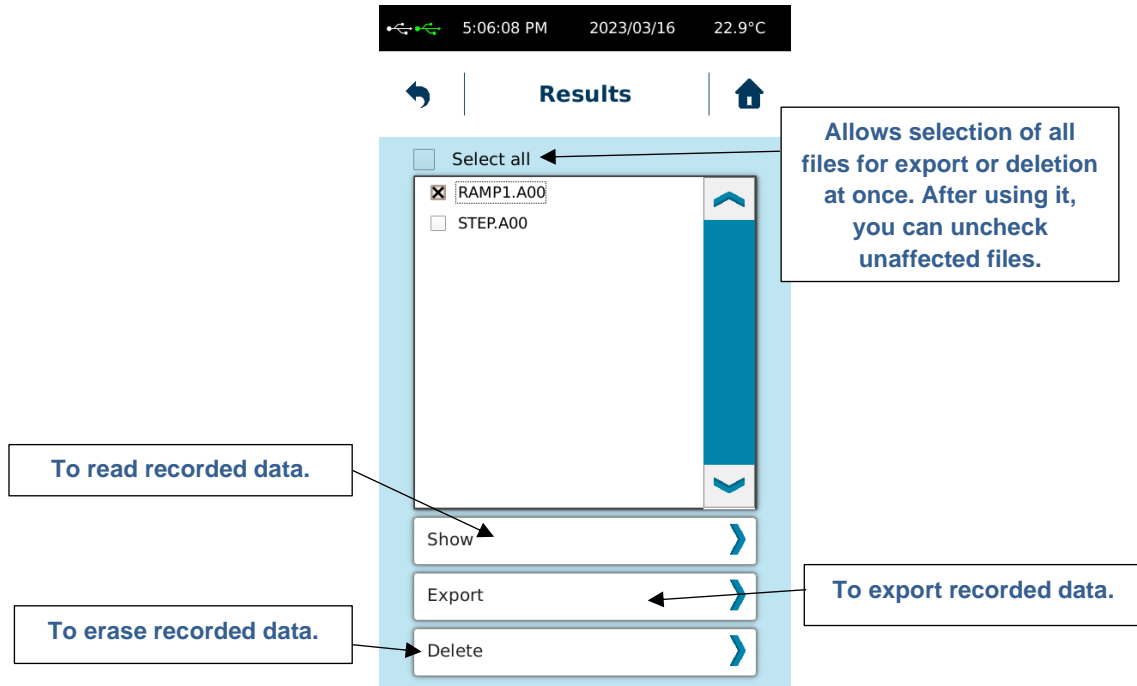 5:06:08 PM 2023/03/16 22.9°C
Results
Allows selection of all
files for export or deletion
at once. After using it,
you can uncheck
unaffected files.
Select all
RAMP1.A00
STEP.A00
To read recorded data.
Show
Export
To export recorded data.
To erase recorded data.
Delete